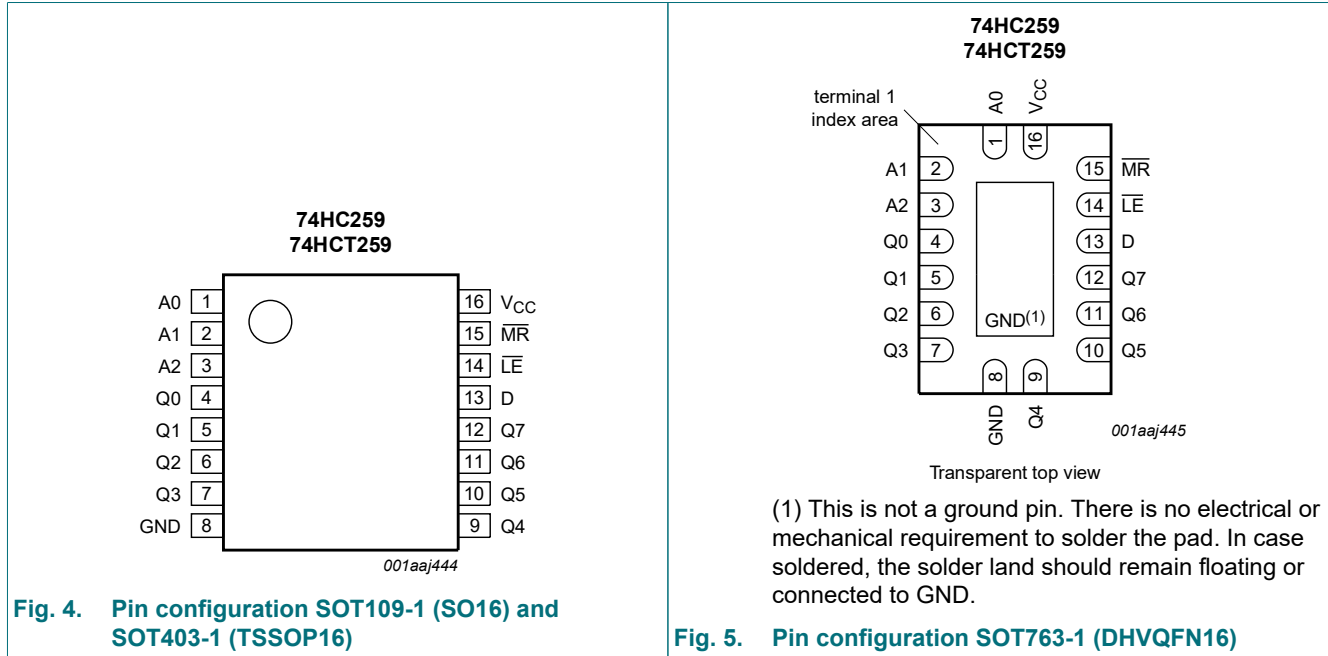 74HC259
74HCT259
A0 1
A1 2
A2 3
Q0 4
Q1 5
Q2 6
Q3 7
GND 8
16 VCC
15 M̅R̅
14 L̅E̅
13 D
12 Q7
11 Q6
10 Q5
9 Q4
001aaj444
Fig. 4. Pin configuration SOT109-1 (SO16) and
SOT403-1 (TSSOP16)
74HC259
74HCT259
terminal 1
index area
A0
VCC
1
16
A1 2
A2 3
Q0 4
Q1 5
Q2 6
Q3 7
15 M̅R̅
14 L̅E̅
13 D
12 Q7
11 Q6
10 Q5
GND(1)
8
9
GND
Q4
001aaj445
Transparent top view
(1) This is not a ground pin. There is no electrical or
mechanical requirement to solder the pad. In case
soldered, the solder land should remain floating or
connected to GND.
Fig. 5. Pin configuration SOT763-1 (DHVQFN16)